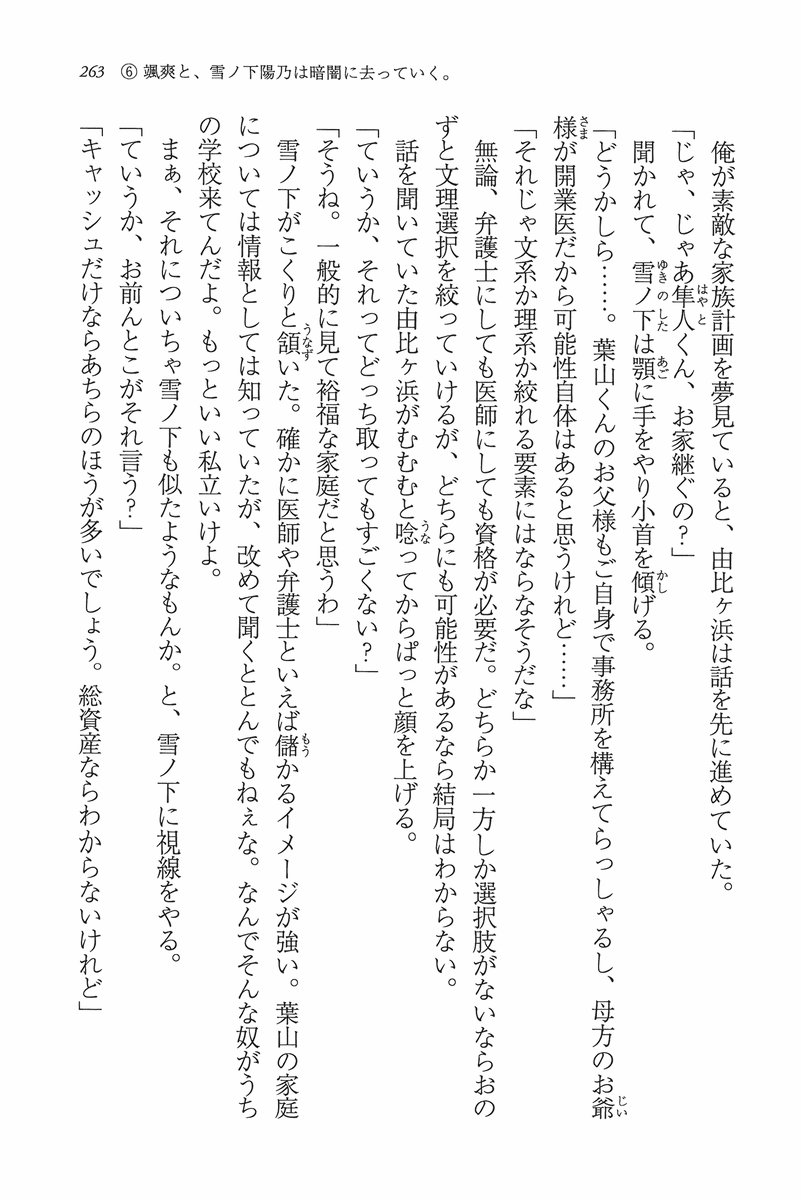 263 ⑥ 颯爽と、雪ノ下陽乃は暗闇に去っていく。
俺が素敵な家族計画を夢見ていると、由比ヶ浜は話を先に進めていた。
「じゃ、じゃあ隼人くん、お家継ぐの？」
聞かれて、雪ノ下は顎に手をやり小首を傾げる。
「どうかしら……。葉山くんのお父様もご自身で事務所を構えてらっしゃるし、母方のお爺
様が開業医だから可能性自体はあると思うけれど……」
「それじゃ文系か理系か絞れる要素にはならなそうだな」
無論、弁護士にしても医師にしても資格が必要だ。どちらか一方しか選択肢がないならおの
ずと文理選択を絞っていけるが、どちらにも可能性があるなら結局はわからない。
話を聞いていた由比ヶ浜がむむむと唸ってからぱっと顔を上げる。
「ていうか、それってどっち取ってもすごくない？」
「そうね。一般的に見て裕福な家庭だと思うわ」
雪ノ下がこくりと頷いた。確かに医師や弁護士といえば儲かるイメージが強い。葉山の家庭
については情報としては知っていたが、改めて聞くととんでもねぇな。なんでそんな奴がうち
の学校来てんだよ。もっといい私立いけよ。
まぁ、それについちゃ雪ノ下も似たようなもんか。と、雪ノ下に視線をやる。
「ていうか、お前んとこがそれ言う？」
「キャッシュだけならあちらのほうが多いでしょう。総資産ならわからないけれど」